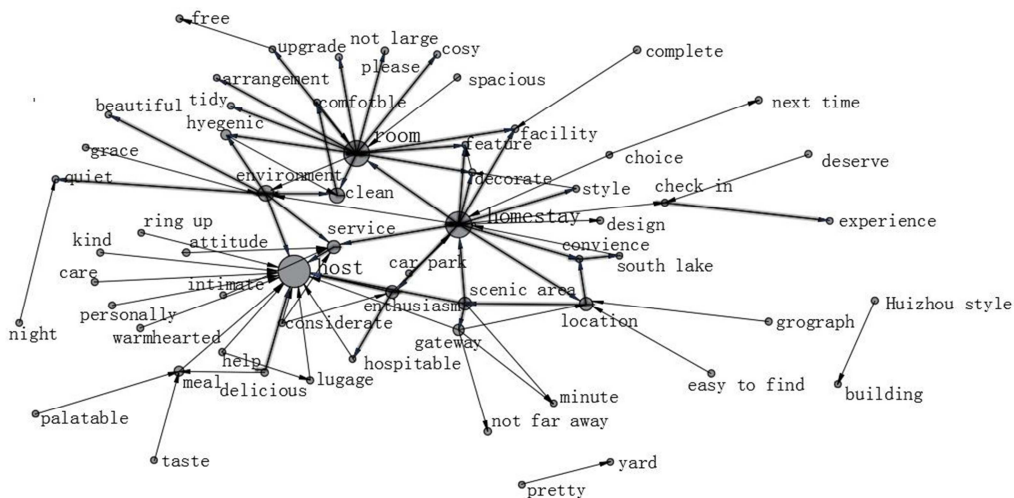 free
upgrade
not large
cosy
please
complete
arrangement
spacious
beautiful
tidy
comfotble
next time
hyegenic
room
facility
feature
grace
choice
deserve
quiet
environment
clean
decorate
style
check in
ring up
service
homestay
design
experience
kind
attitude
convience
care
host
car park
south lake
intimate
scenic area
personally
enthusiasm
location
Huizhou style
night
warmhearted
considerate
gateway
grograph
help
hospitable
meal
delicious
lugage
easy to find
building
minute
palatable
not far away
taste
yard
pretty